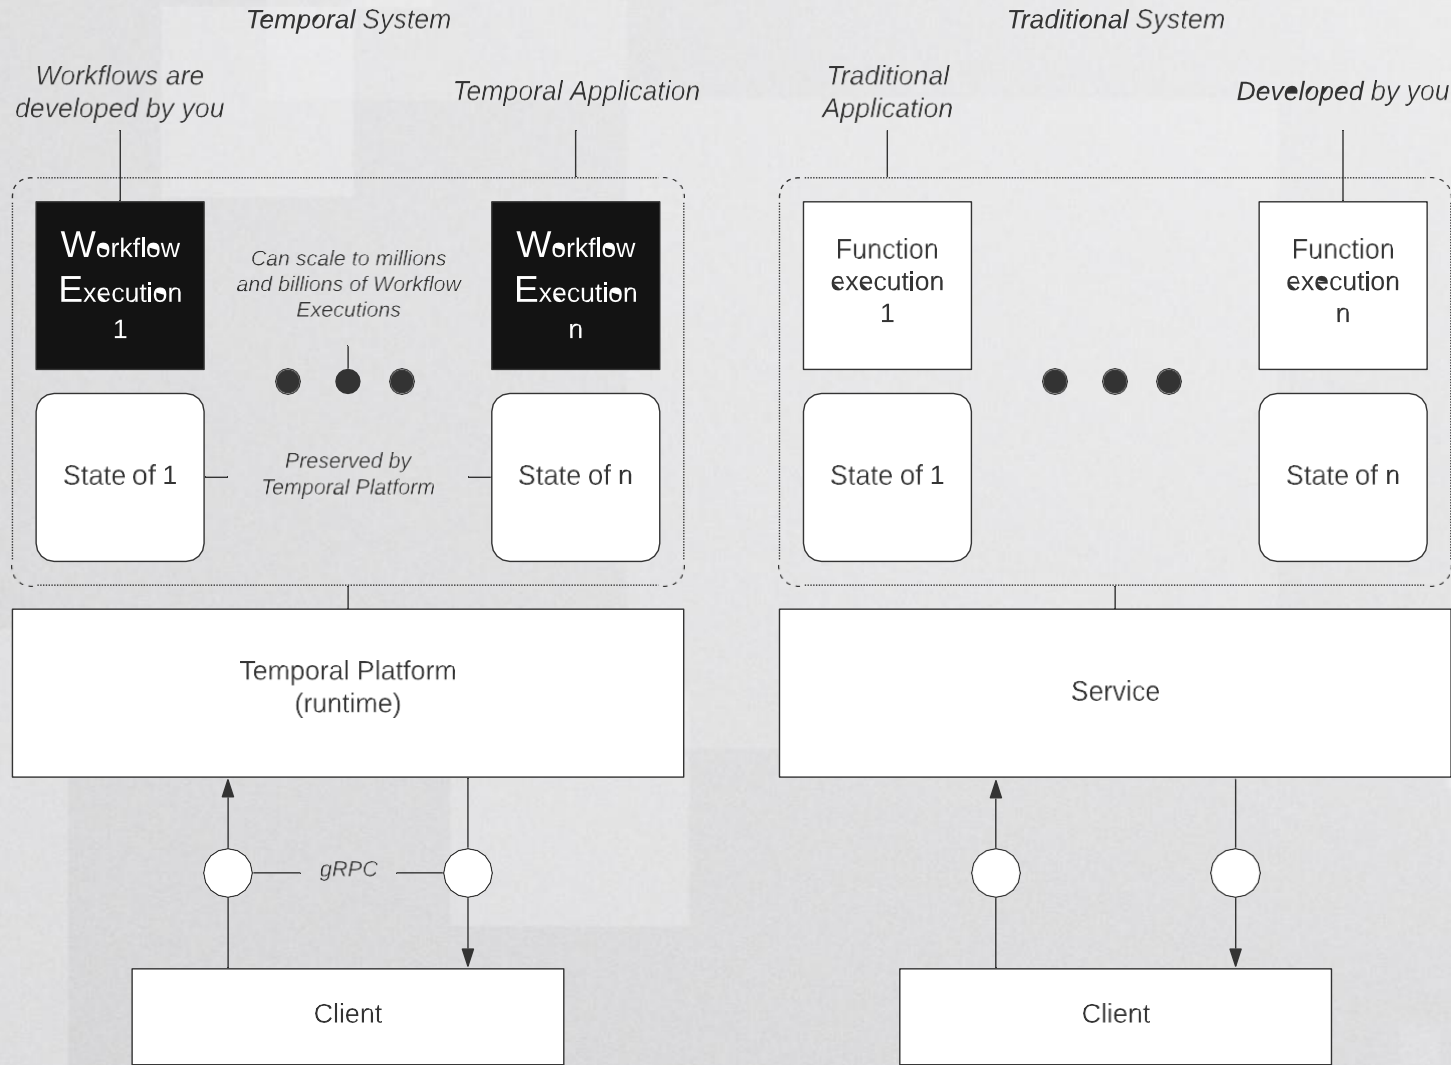 Temporal System
Workflows are
developed by you
Temporal Application
Workflow
Execution
1
Can scale to millions
and billions of Workflow
Executions
Workflow
Execution
n
State of 1
Preserved by
Temporal Platform
State of n
Temporal Platform
(runtime)
gRPC
Client
Traditional System
Traditional
Application
Developed by you
Function
execution
1
Function
execution
n
State of 1
State of n
Service
Client